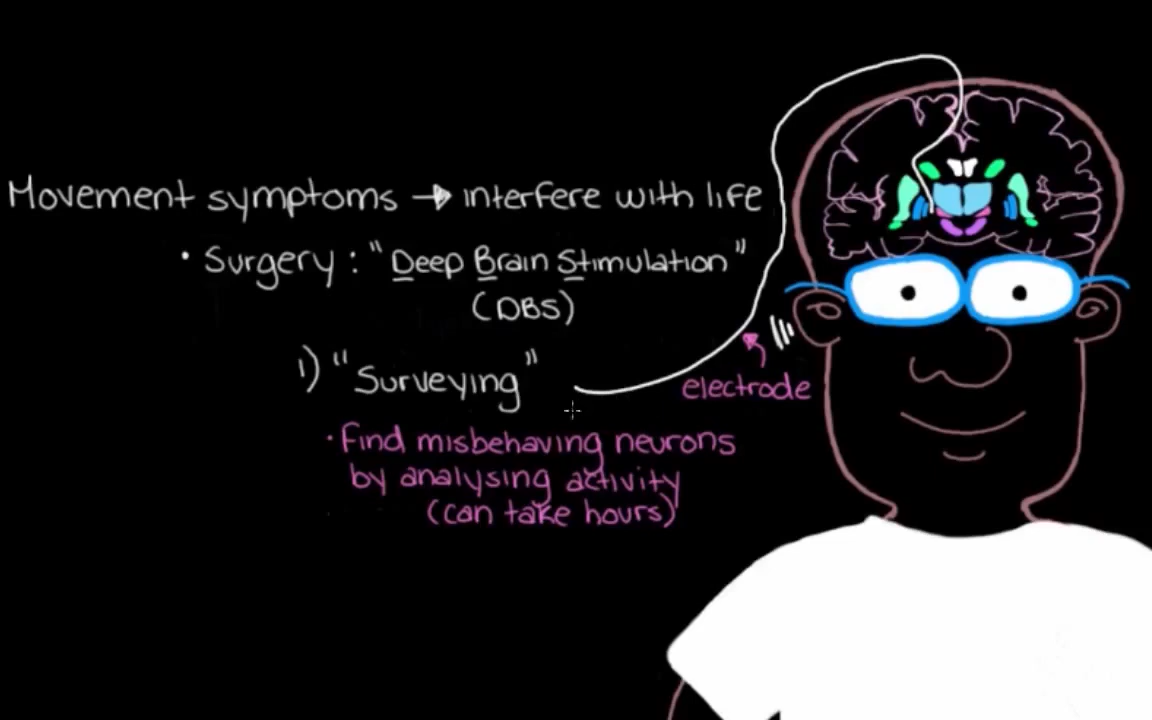 Movement symptoms → interfere with life
• Surgery : "Deep Brain Stimulation"
(DBS)
1) "Surveying"
electrode
• Find misbehaving neurons
by analysing activity
(can take hours)